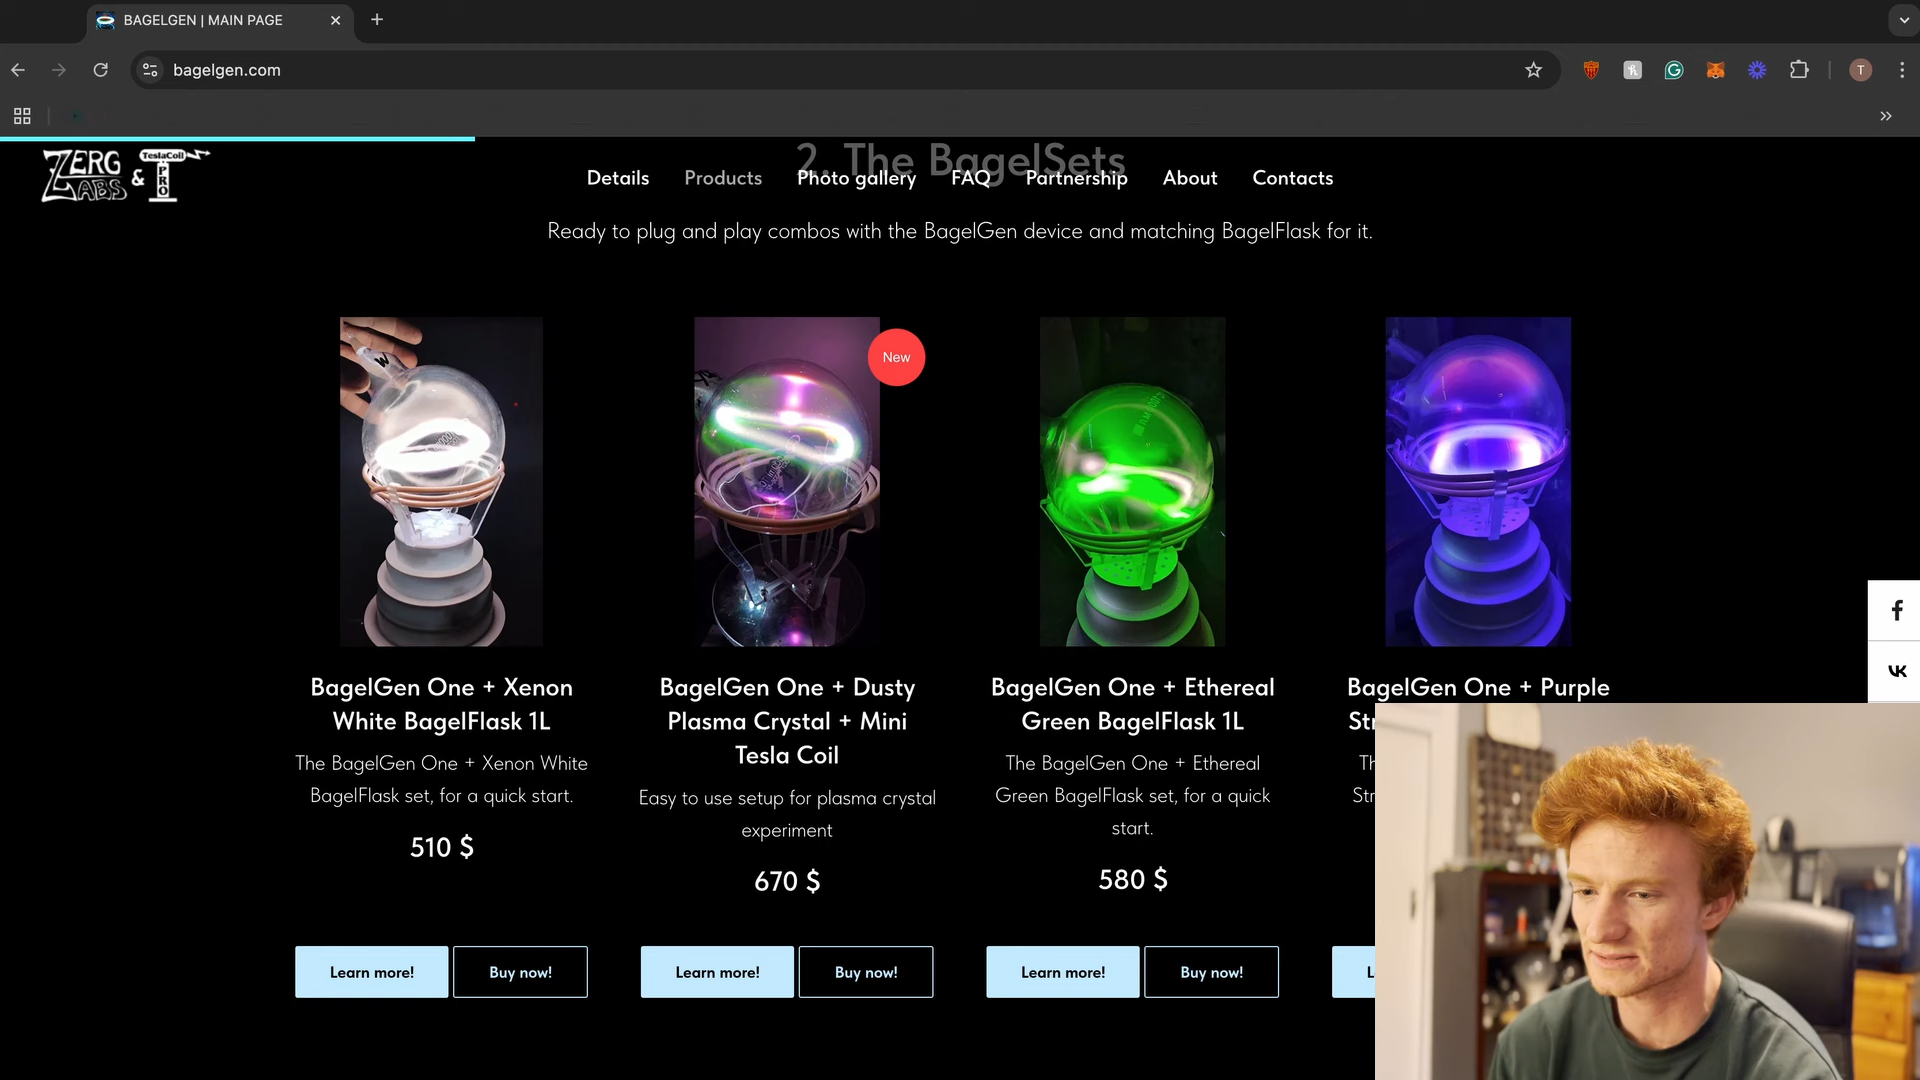 BAGELGEN | MAIN PAGE
bagelgen.com
T
ZERG LABS & TeslaCoil PRO
2. The BagelSets
Details Products Photo gallery FAQ Partnership About Contacts
Ready to plug and play combos with the BagelGen device and matching BagelFlask for it.
New
BagelGen One + Xenon
White BagelFlask 1L
The BagelGen One + Xenon White
BagelFlask set, for a quick start.
510 $
Learn more! Buy now!
BagelGen One + Dusty
Plasma Crystal + Mini
Tesla Coil
Easy to use setup for plasma crystal
experiment
670 $
Learn more! Buy now!
BagelGen One + Ethereal
Green BagelFlask 1L
The BagelGen One + Ethereal
Green BagelFlask set, for a quick
start.
580 $
Learn more! Buy now!
BagelGen One + Purple